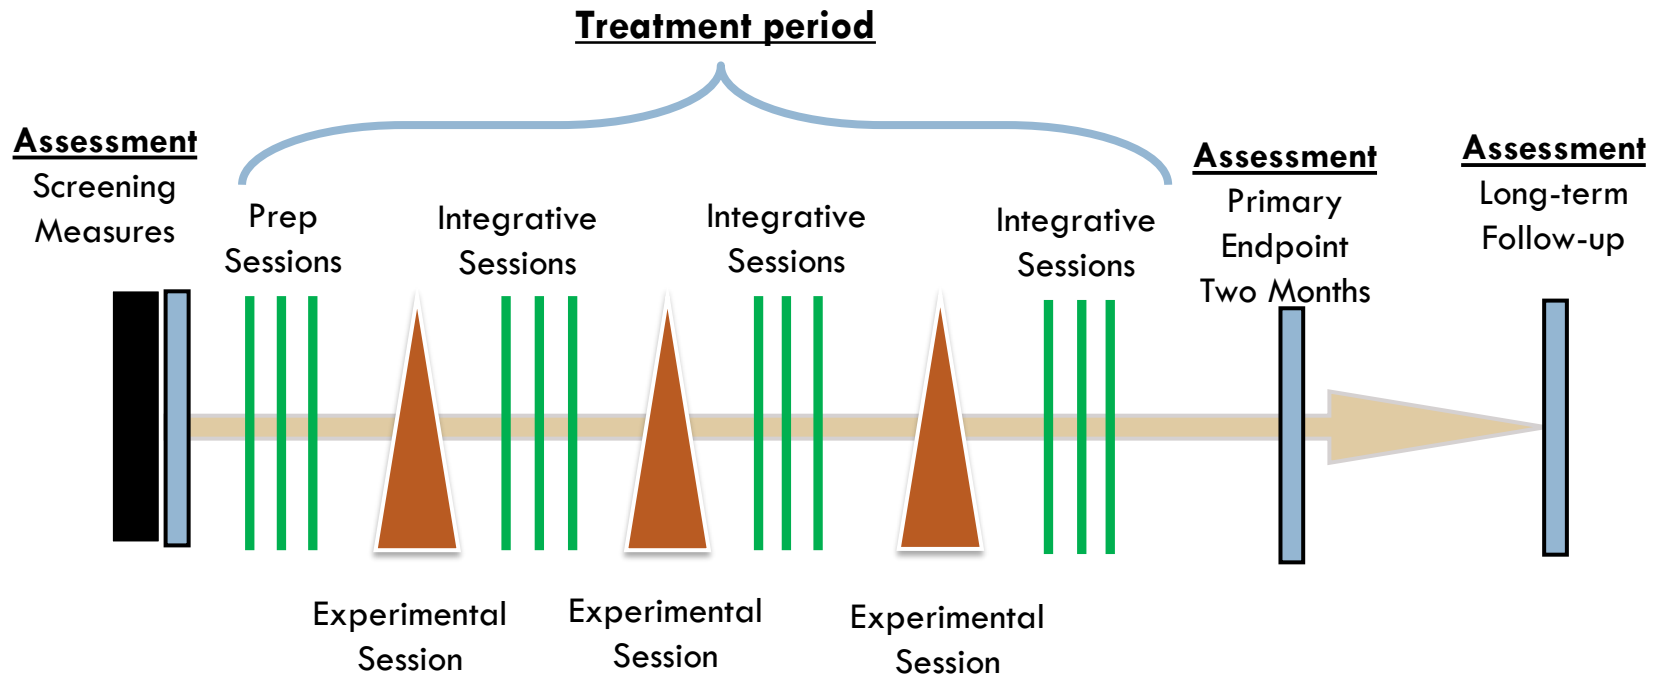 Treatment period
Assessment
Screening
Measures
Prep
Sessions
Integrative
Sessions
Integrative
Sessions
Integrative
Sessions
Assessment
Primary
Endpoint
Two Months
Assessment
Long-term
Follow-up
Experimental
Session
Experimental
Session
Experimental
Session